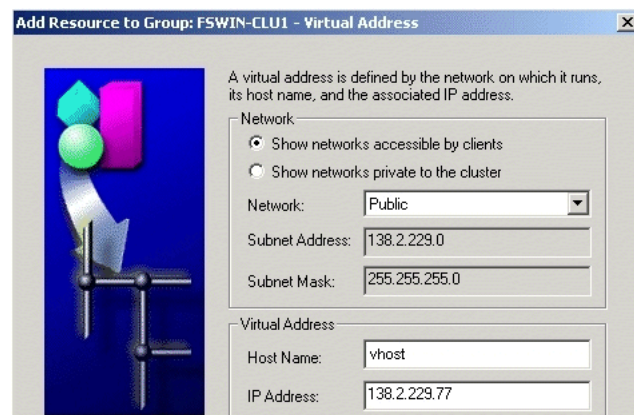 Add Resource to Group: FSWIN-CLU1 - Virtual Address
A virtual address is defined by the network on which it runs,
its host name, and the associated IP address.
Network
Show networks accessible by clients
Show networks private to the cluster
Network: Public
Subnet Address: 138.2.229.0
Subnet Mask: 255.255.255.0
Virtual Address
Host Name: vhost
IP Address: 138.2.229.77